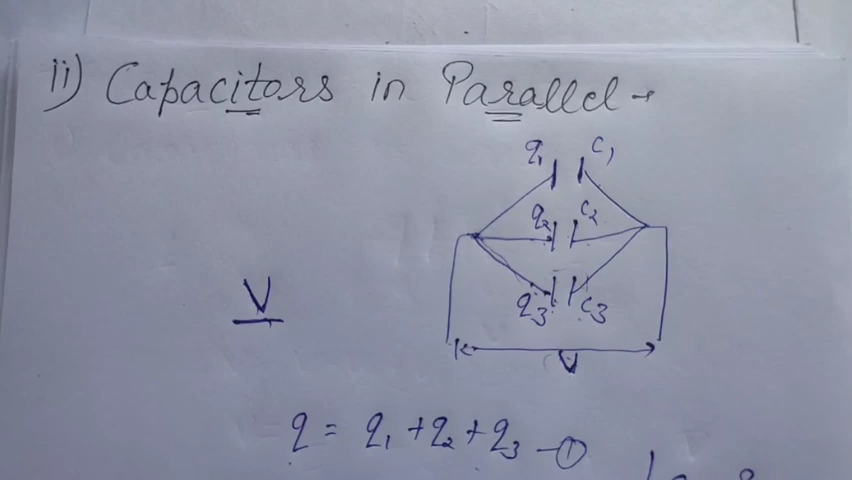 ii) Capacitors in Parallel →
q₁ C₁
q₂ C₂
q₃ C₃
V
V
q = q₁ + q₂ + q₃ —①